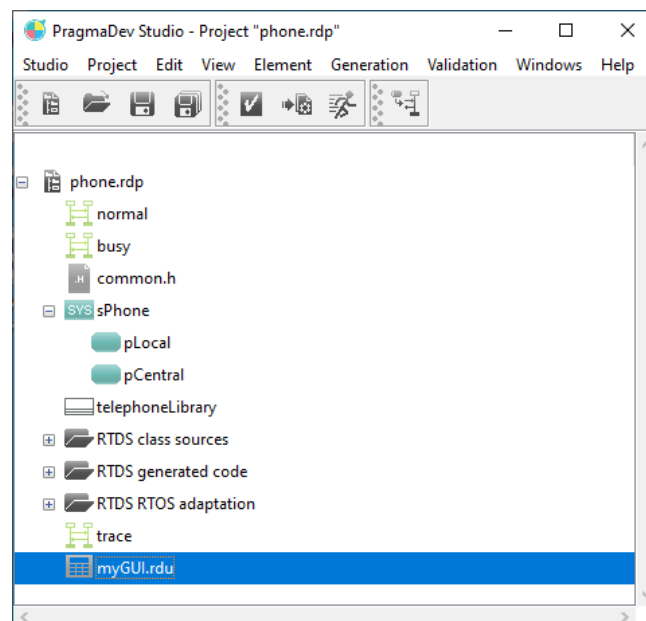 PragmaDev Studio - Project "phone.rdp"
Studio Project Edit View Element Generation Validation Windows Help
phone.rdp
normal
busy
.H common.h
SYS sPhone
pLocal
pCentral
telephoneLibrary
RTDS class sources
RTDS generated code
RTDS RTOS adaptation
trace
myGUI.rdu